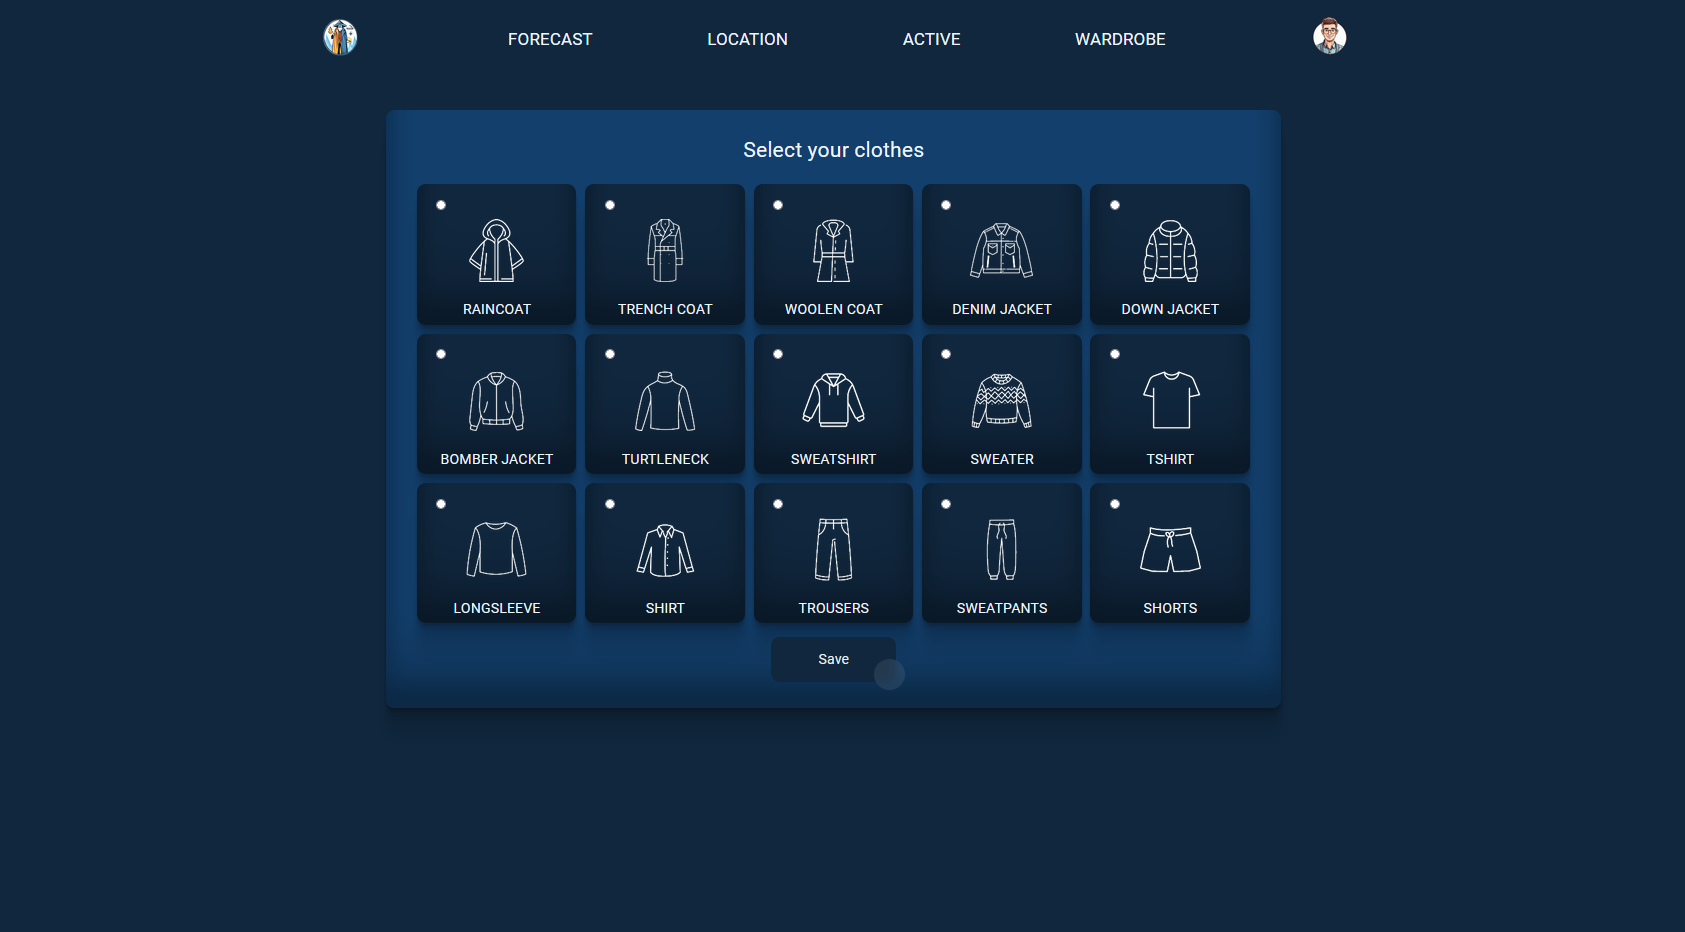 FORECAST LOCATION ACTIVE WARDROBE
Select your clothes
RAINCOAT TRENCH COAT WOOLEN COAT DENIM JACKET DOWN JACKET
BOMBER JACKET TURTLENECK SWEATSHIRT SWEATER TSHIRT
LONGSLEEVE SHIRT TROUSERS SWEATPANTS SHORTS
Save